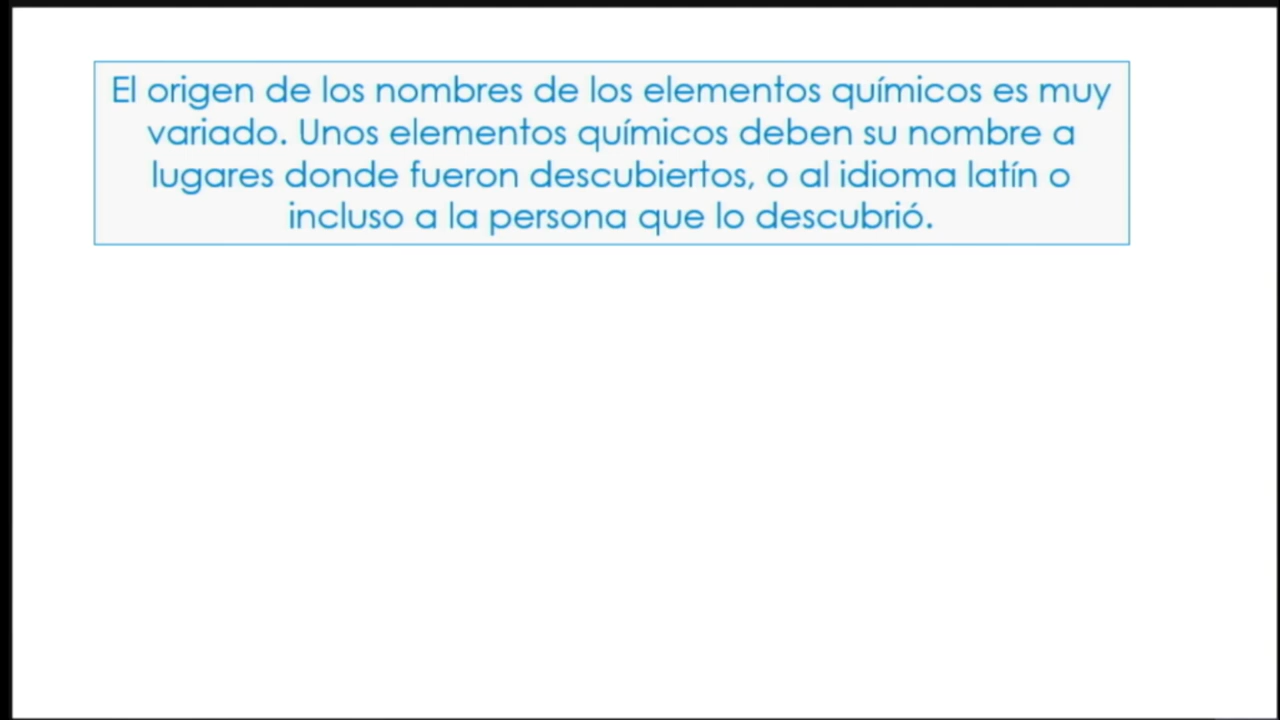 El origen de los nombres de los elementos químicos es muy
variado. Unos elementos químicos deben su nombre a
lugares donde fueron descubiertos, o al idioma latín o
incluso a la persona que lo descubrió.